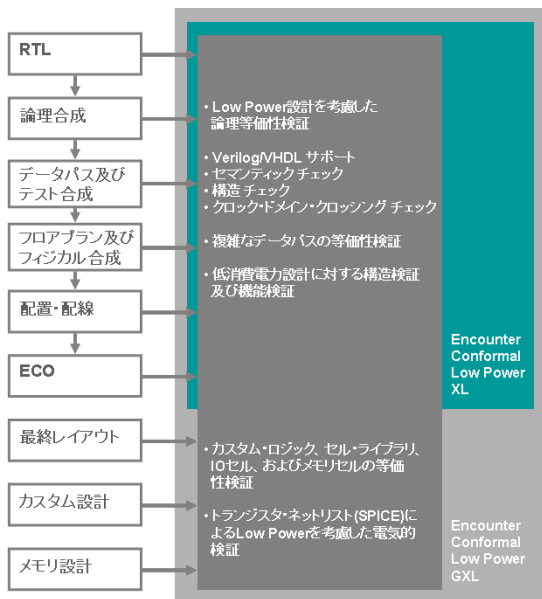 RTL
論理合成
データパス及び
テスト合成
フロアプラン及び
フィジカル合成
配置・配線
ECO
最終レイアウト
カスタム設計
メモリ設計
・Low Power設計を考慮した
論理等価性検証
・Verilog/VHDL サポート
・セマンティック チェック
・構造 チェック
・クロック・ドメイン・クロッシング チェック
・複雑なデータパスの等価性検証
・低消費電力設計に対する構造検証
及び機能検証
Encounter
Conformal
Low Power
XL
・カスタム・ロジック、セル・ライブラリ、
IOセル、およびメモリセルの等価
性検証
・トランジスタ・ネットリスト(SPICE)に
よるLow Powerを考慮した電気的
検証
Encounter
Conformal
Low Power
GXL